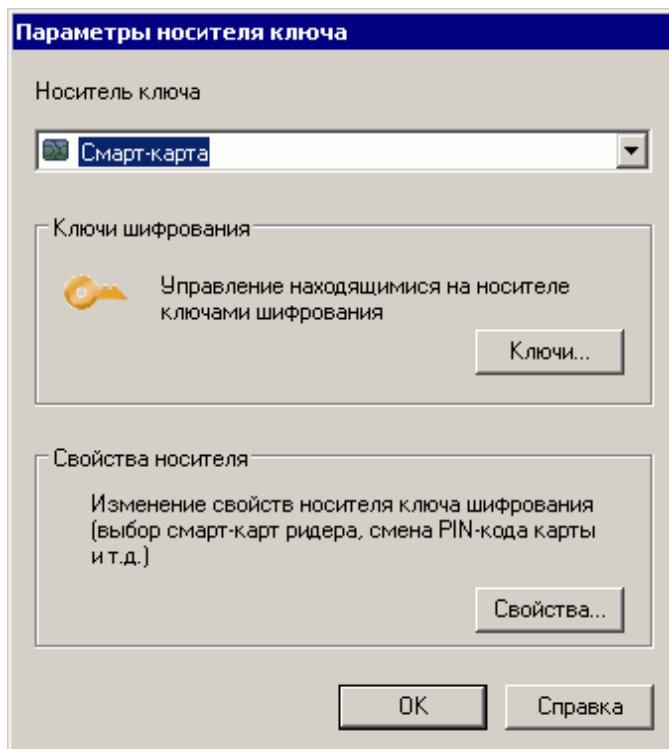 Параметры носителя ключа
Носитель ключа
Смарт-карта
Ключи шифрования
Управление находящимися на носителе
ключами шифрования
Ключи...
Свойства носителя
Изменение свойств носителя ключа шифрования
(выбор смарт-карт ридера, смена PIN-кода карты
и т.д.)
Свойства...
OK
Справка